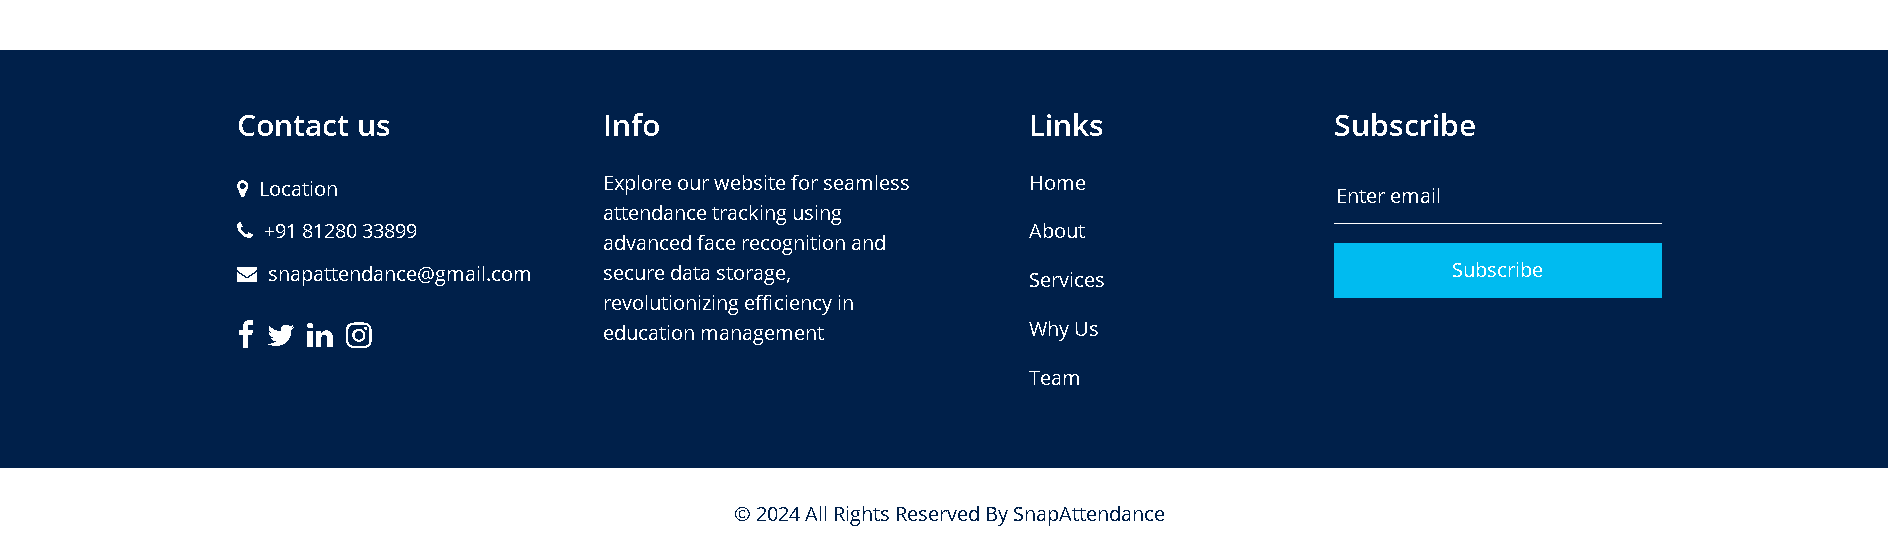 Contact us
Location
+91 81280 33899
snapattendance@gmail.com
Info
Explore our website for seamless
attendance tracking using
advanced face recognition and
secure data storage,
revolutionizing efficiency in
education management
Links
Home
About
Services
Why Us
Team
Subscribe
Enter email
Subscribe
© 2024 All Rights Reserved By SnapAttendance